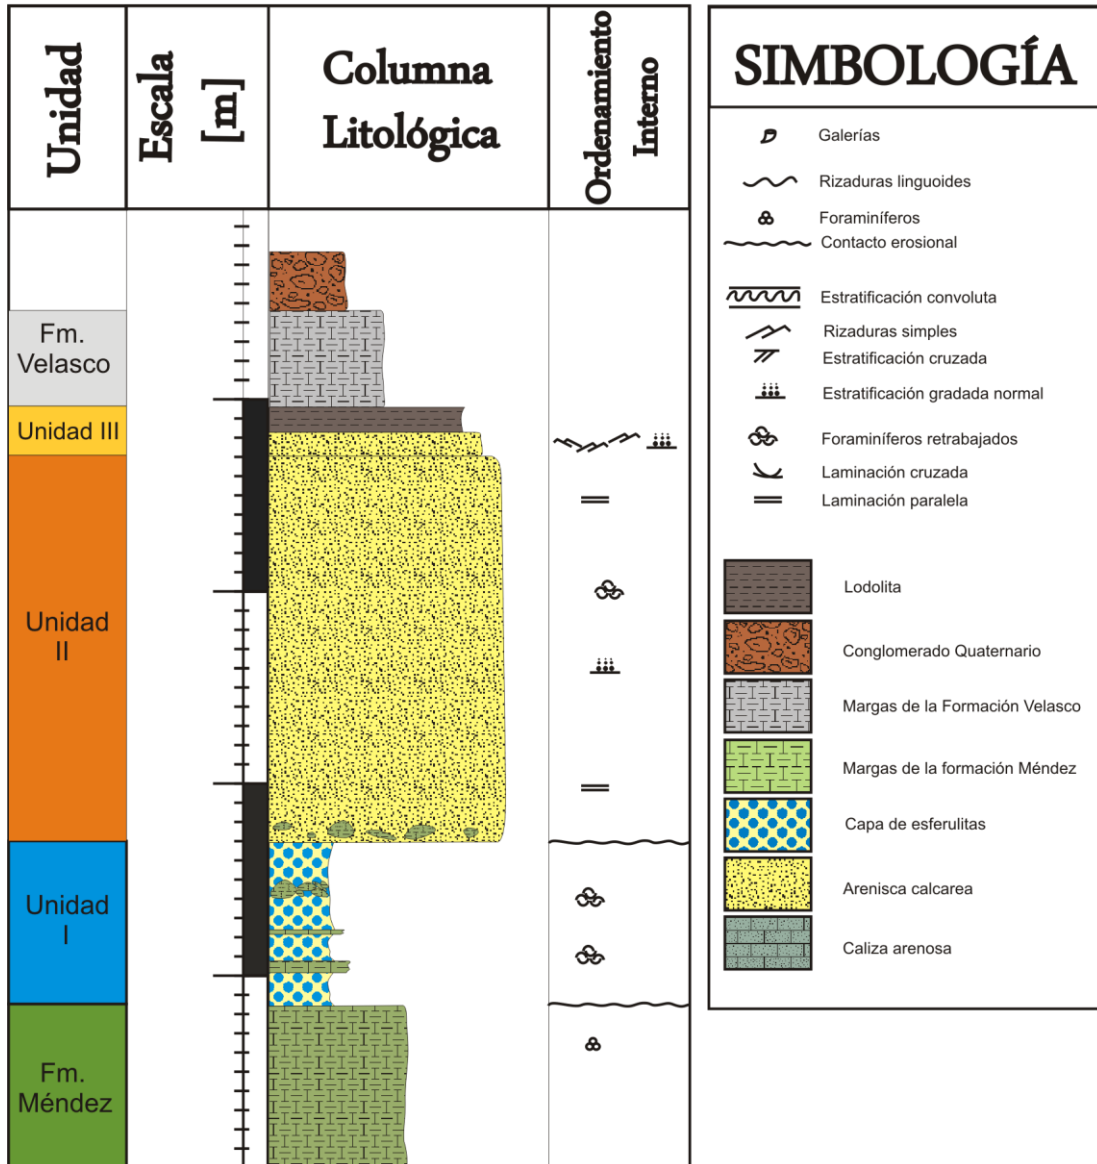 Unidad
Escala
[m]
Columna
Litológica
Ordenamiento
Interno
Fm.
Velasco
Unidad III
Unidad
II
Unidad
I
Fm.
Méndez
SIMBOLOGÍA
Galerías
Rizaduras linguoides
Foraminíferos
Contacto erosional
Estratificación convoluta
Rizaduras simples
Estratificación cruzada
Estratificación gradada normal
Foraminíferos retrabajados
Laminación cruzada
Laminación paralela
Lodolita
Conglomerado Quaternario
Margas de la Formación Velasco
Margas de la formación Méndez
Capa de esferulitas
Arenisca calcarea
Caliza arenosa